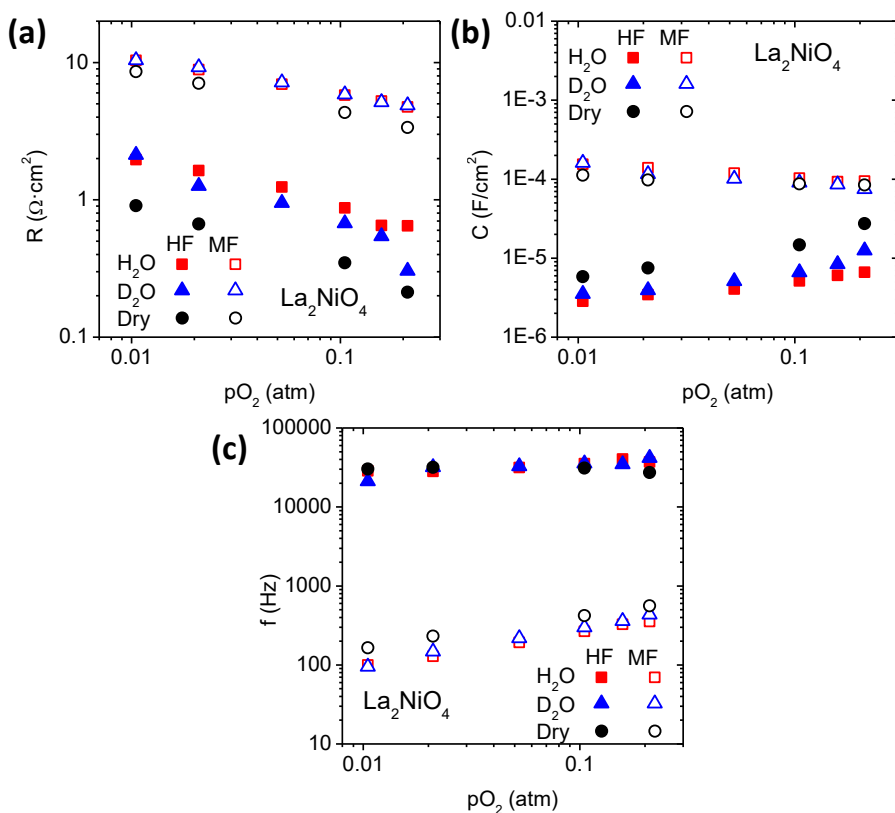 (a)
10
1
0.1
R (Ω·cm²)
HF MF
H₂O
D₂O
Dry
La₂NiO₄
0.01 0.1
pO₂ (atm)
(b)
0.01
1E-3
1E-4
1E-5
1E-6
C (F/cm²)
HF MF
H₂O
D₂O
Dry
La₂NiO₄
0.01 0.1
pO₂ (atm)
(c)
100000
10000
1000
100
10
f (Hz)
HF MF
H₂O
D₂O
Dry
La₂NiO₄
0.01 0.1
pO₂ (atm)